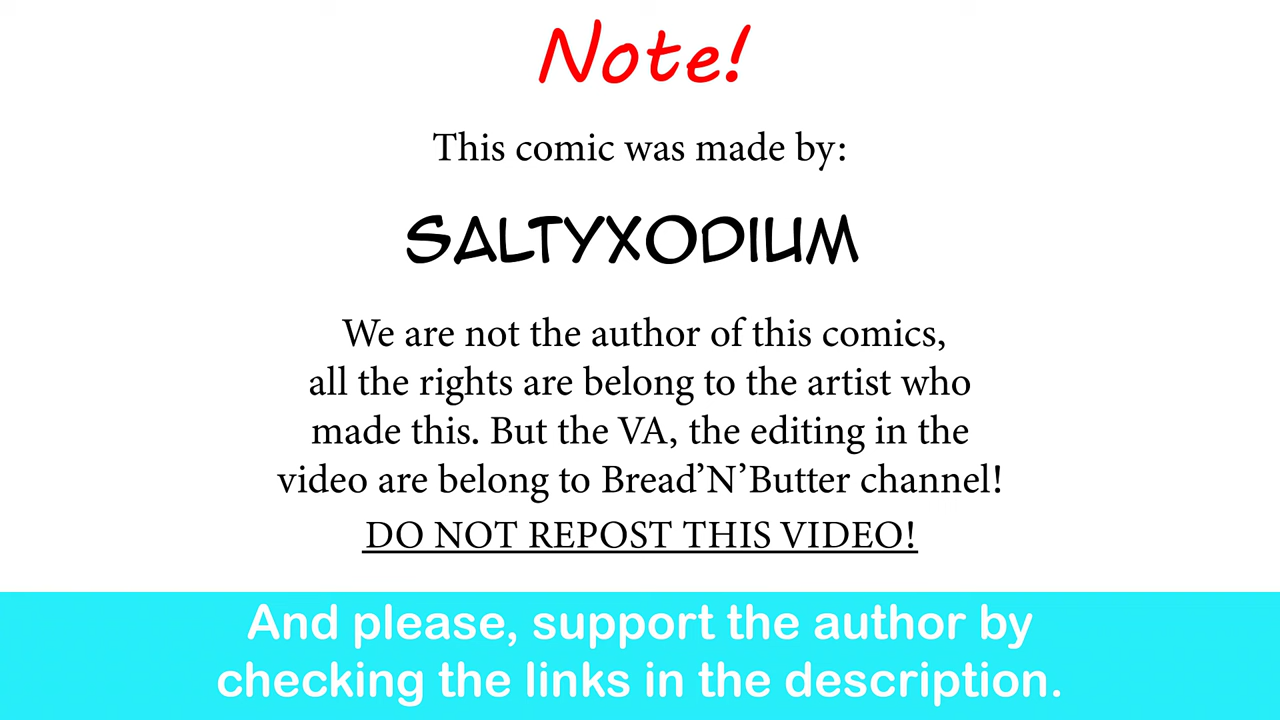 Note!
This comic was made by:
SALTYXODIUM
We are not the author of this comics,
all the rights are belong to the artist who
made this. But the VA, the editing in the
video are belong to Bread’N’Butter channel!
DO NOT REPOST THIS VIDEO!
And please, support the author by
checking the links in the description.